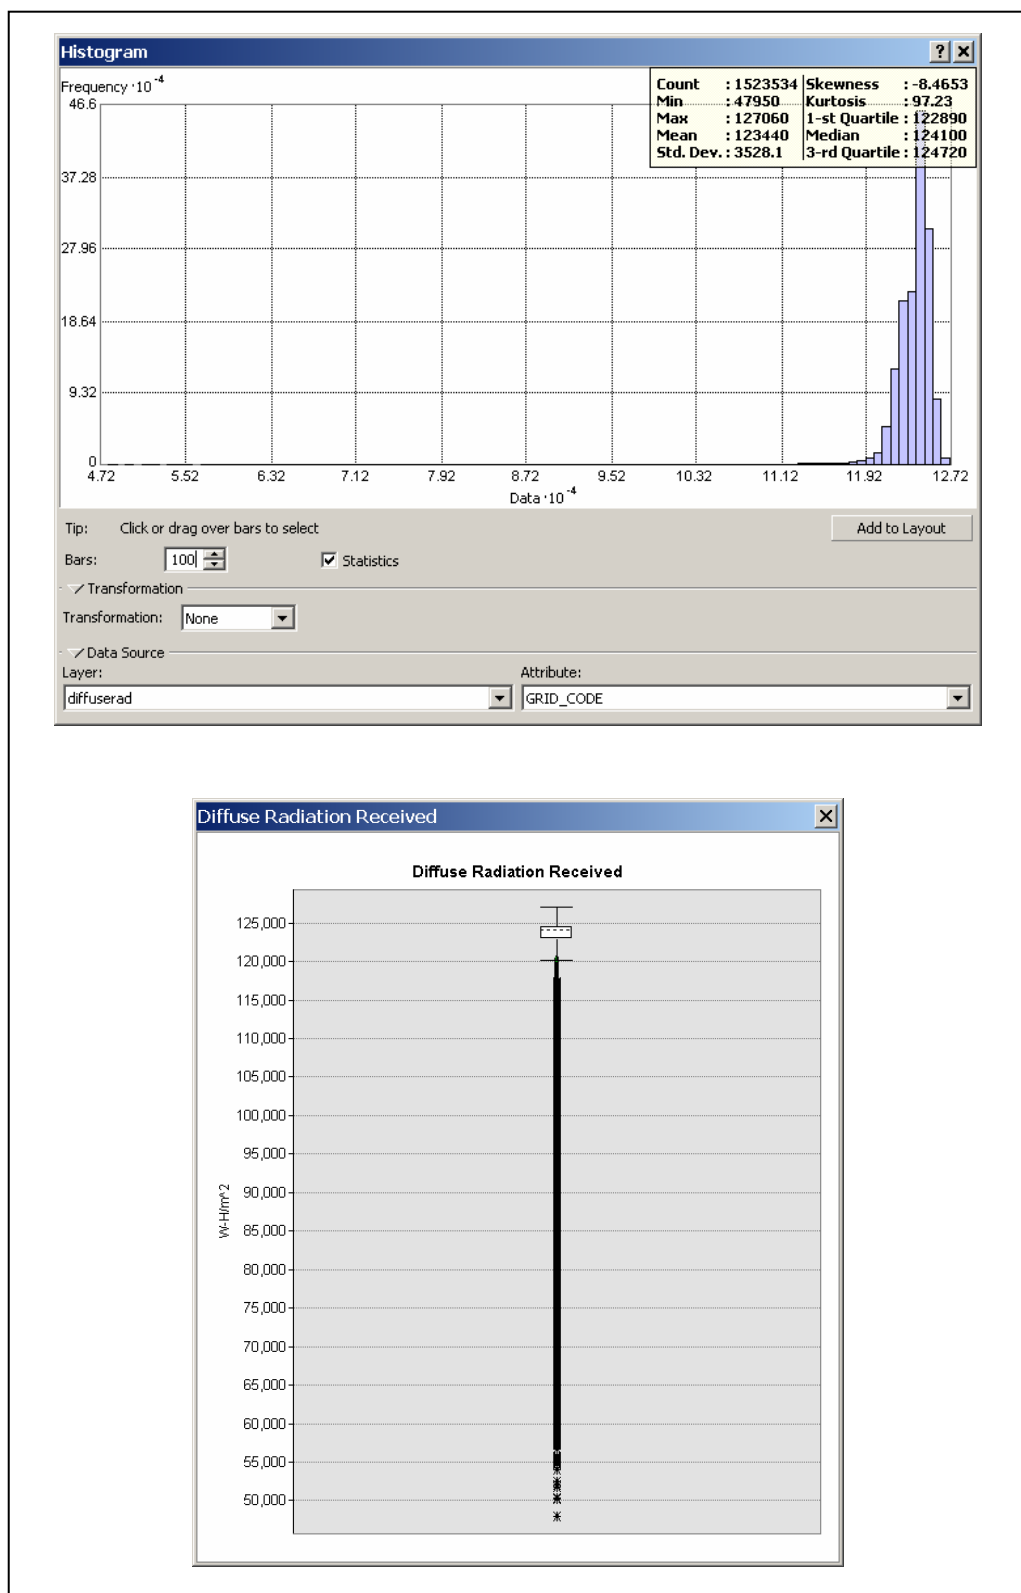 Histogram
Frequency ·10 -4
Count : 1523534 Skewness : -8.4653
Min : 47950 Kurtosis : 97.23
Max : 127060 1-st Quartile : 122890
Mean : 123440 Median : 124100
Std. Dev. : 3528.1 3-rd Quartile : 124720
46.6
37.28
27.96
18.64
9.32
0
4.72 5.52 6.32 7.12 7.92 8.72 9.52 10.32 11.12 11.92 12.72
Data ·10 -4
Tip: Click or drag over bars to select Add to Layout
Bars: 100 Statistics
Transformation
Transformation: None
Data Source
Layer: Attribute:
diffuserad GRID_CODE
Diffuse Radiation Received
Diffuse Radiation Received
125,000
120,000
115,000
110,000
105,000
100,000
95,000
90,000
85,000
80,000
75,000
70,000
65,000
60,000
55,000
50,000
W-H/m^2